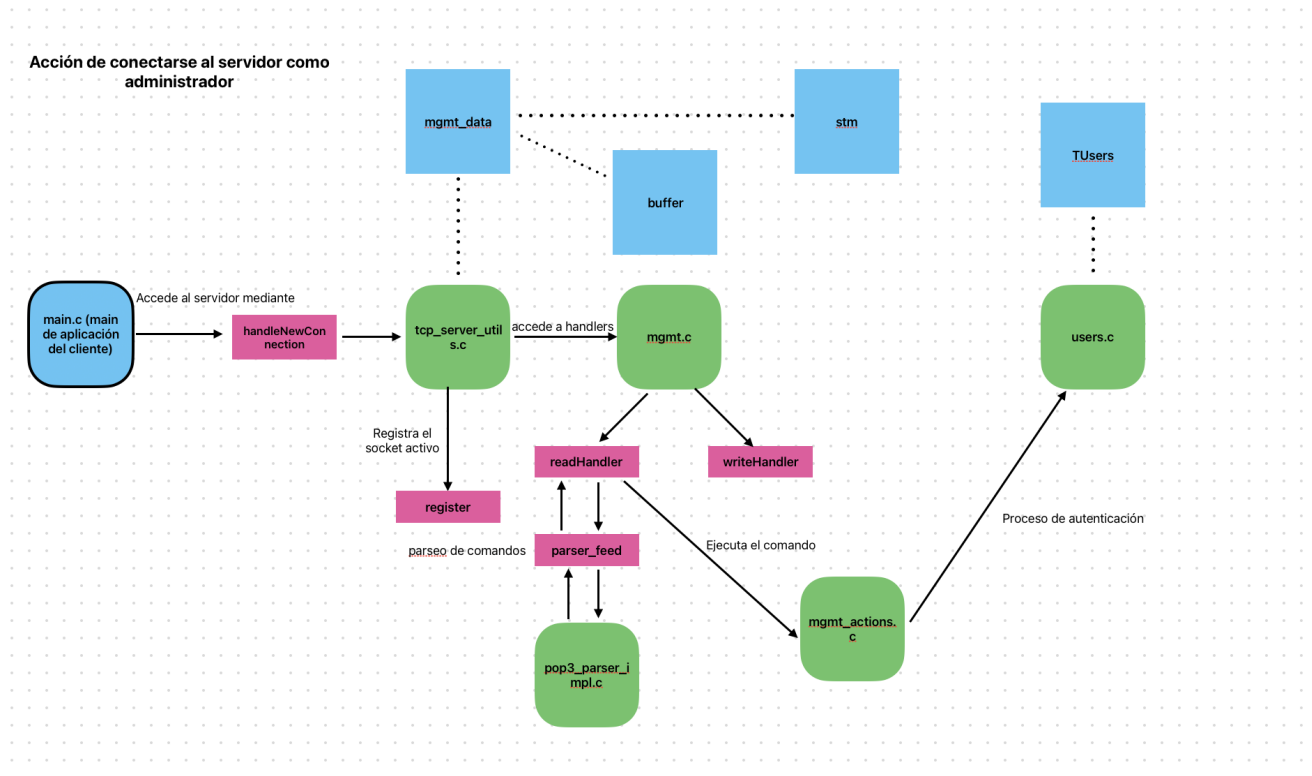 Acción de conectarse al servidor como
administrador
mgmt_data
stm
TUsers
buffer
Accede al servidor mediante
main.c (main
de aplicación
del cliente)
handleNewCon
nection
tcp_server_util
s.c
accede a handlers
mgmt.c
users.c
Registra el
socket activo
readHandler
writeHandler
register
Proceso de autenticación
parseo de comandos
parser_feed
Ejecuta el comando
mgmt_actions.
c
pop3_parser_i
mpl.c